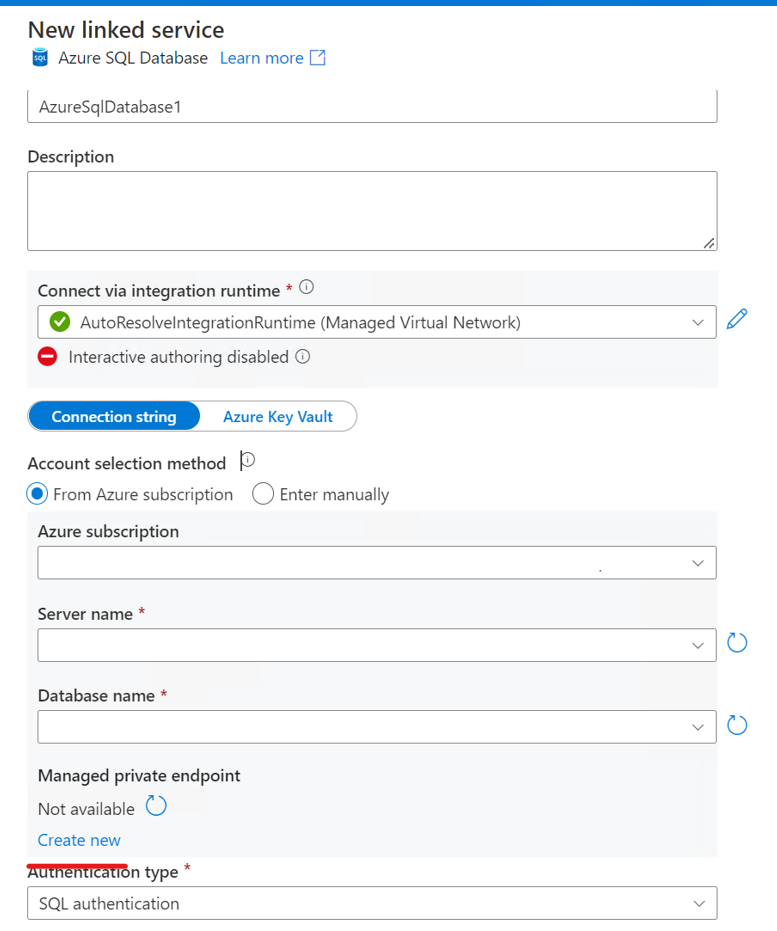 New linked service
SQL Azure SQL Database Learn more
AzureSqlDatabase1
Description
Connect via integration runtime *
AutoResolveIntegrationRuntime (Managed Virtual Network)
Interactive authoring disabled
Connection string Azure Key Vault
Account selection method
From Azure subscription Enter manually
Azure subscription
Server name *
Database name *
Managed private endpoint
Not available
Create new
Authentication type *
SQL authentication